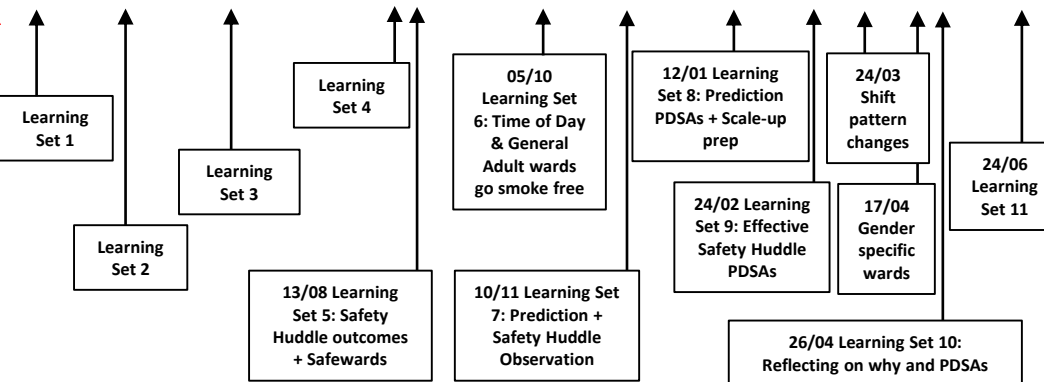 Learning
Set 1
Learning
Set 2
Learning
Set 3
Learning
Set 4
13/08 Learning
Set 5: Safety
Huddle outcomes
+ Safewards
05/10
Learning Set
6: Time of Day
& General
Adult wards
go smoke free
10/11 Learning Set
7: Prediction +
Safety Huddle
Observation
12/01 Learning
Set 8: Prediction
PDSAs + Scale-up
prep
24/02 Learning
Set 9: Effective
Safety Huddle
PDSAs
24/03
Shift
pattern
changes
17/04
Gender
specific
wards
26/04 Learning Set 10:
Reflecting on why and PDSAs
24/06
Learning
Set 11